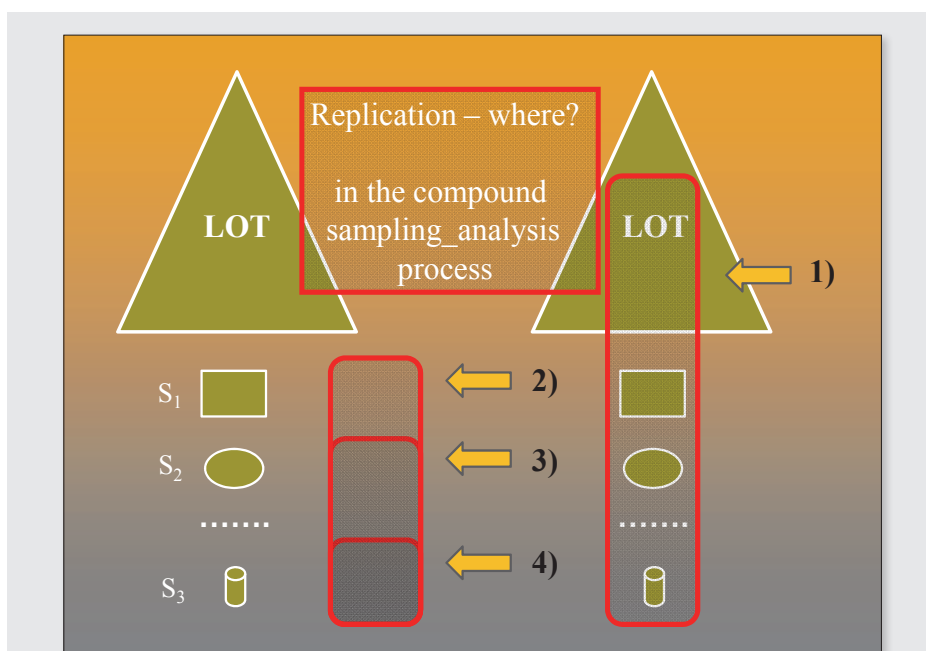 Replication – where?
in the compound
sampling_analysis
process
LOT
LOT
1)
S₁
2)
S₂
3)
.......
.......
S₃
4)